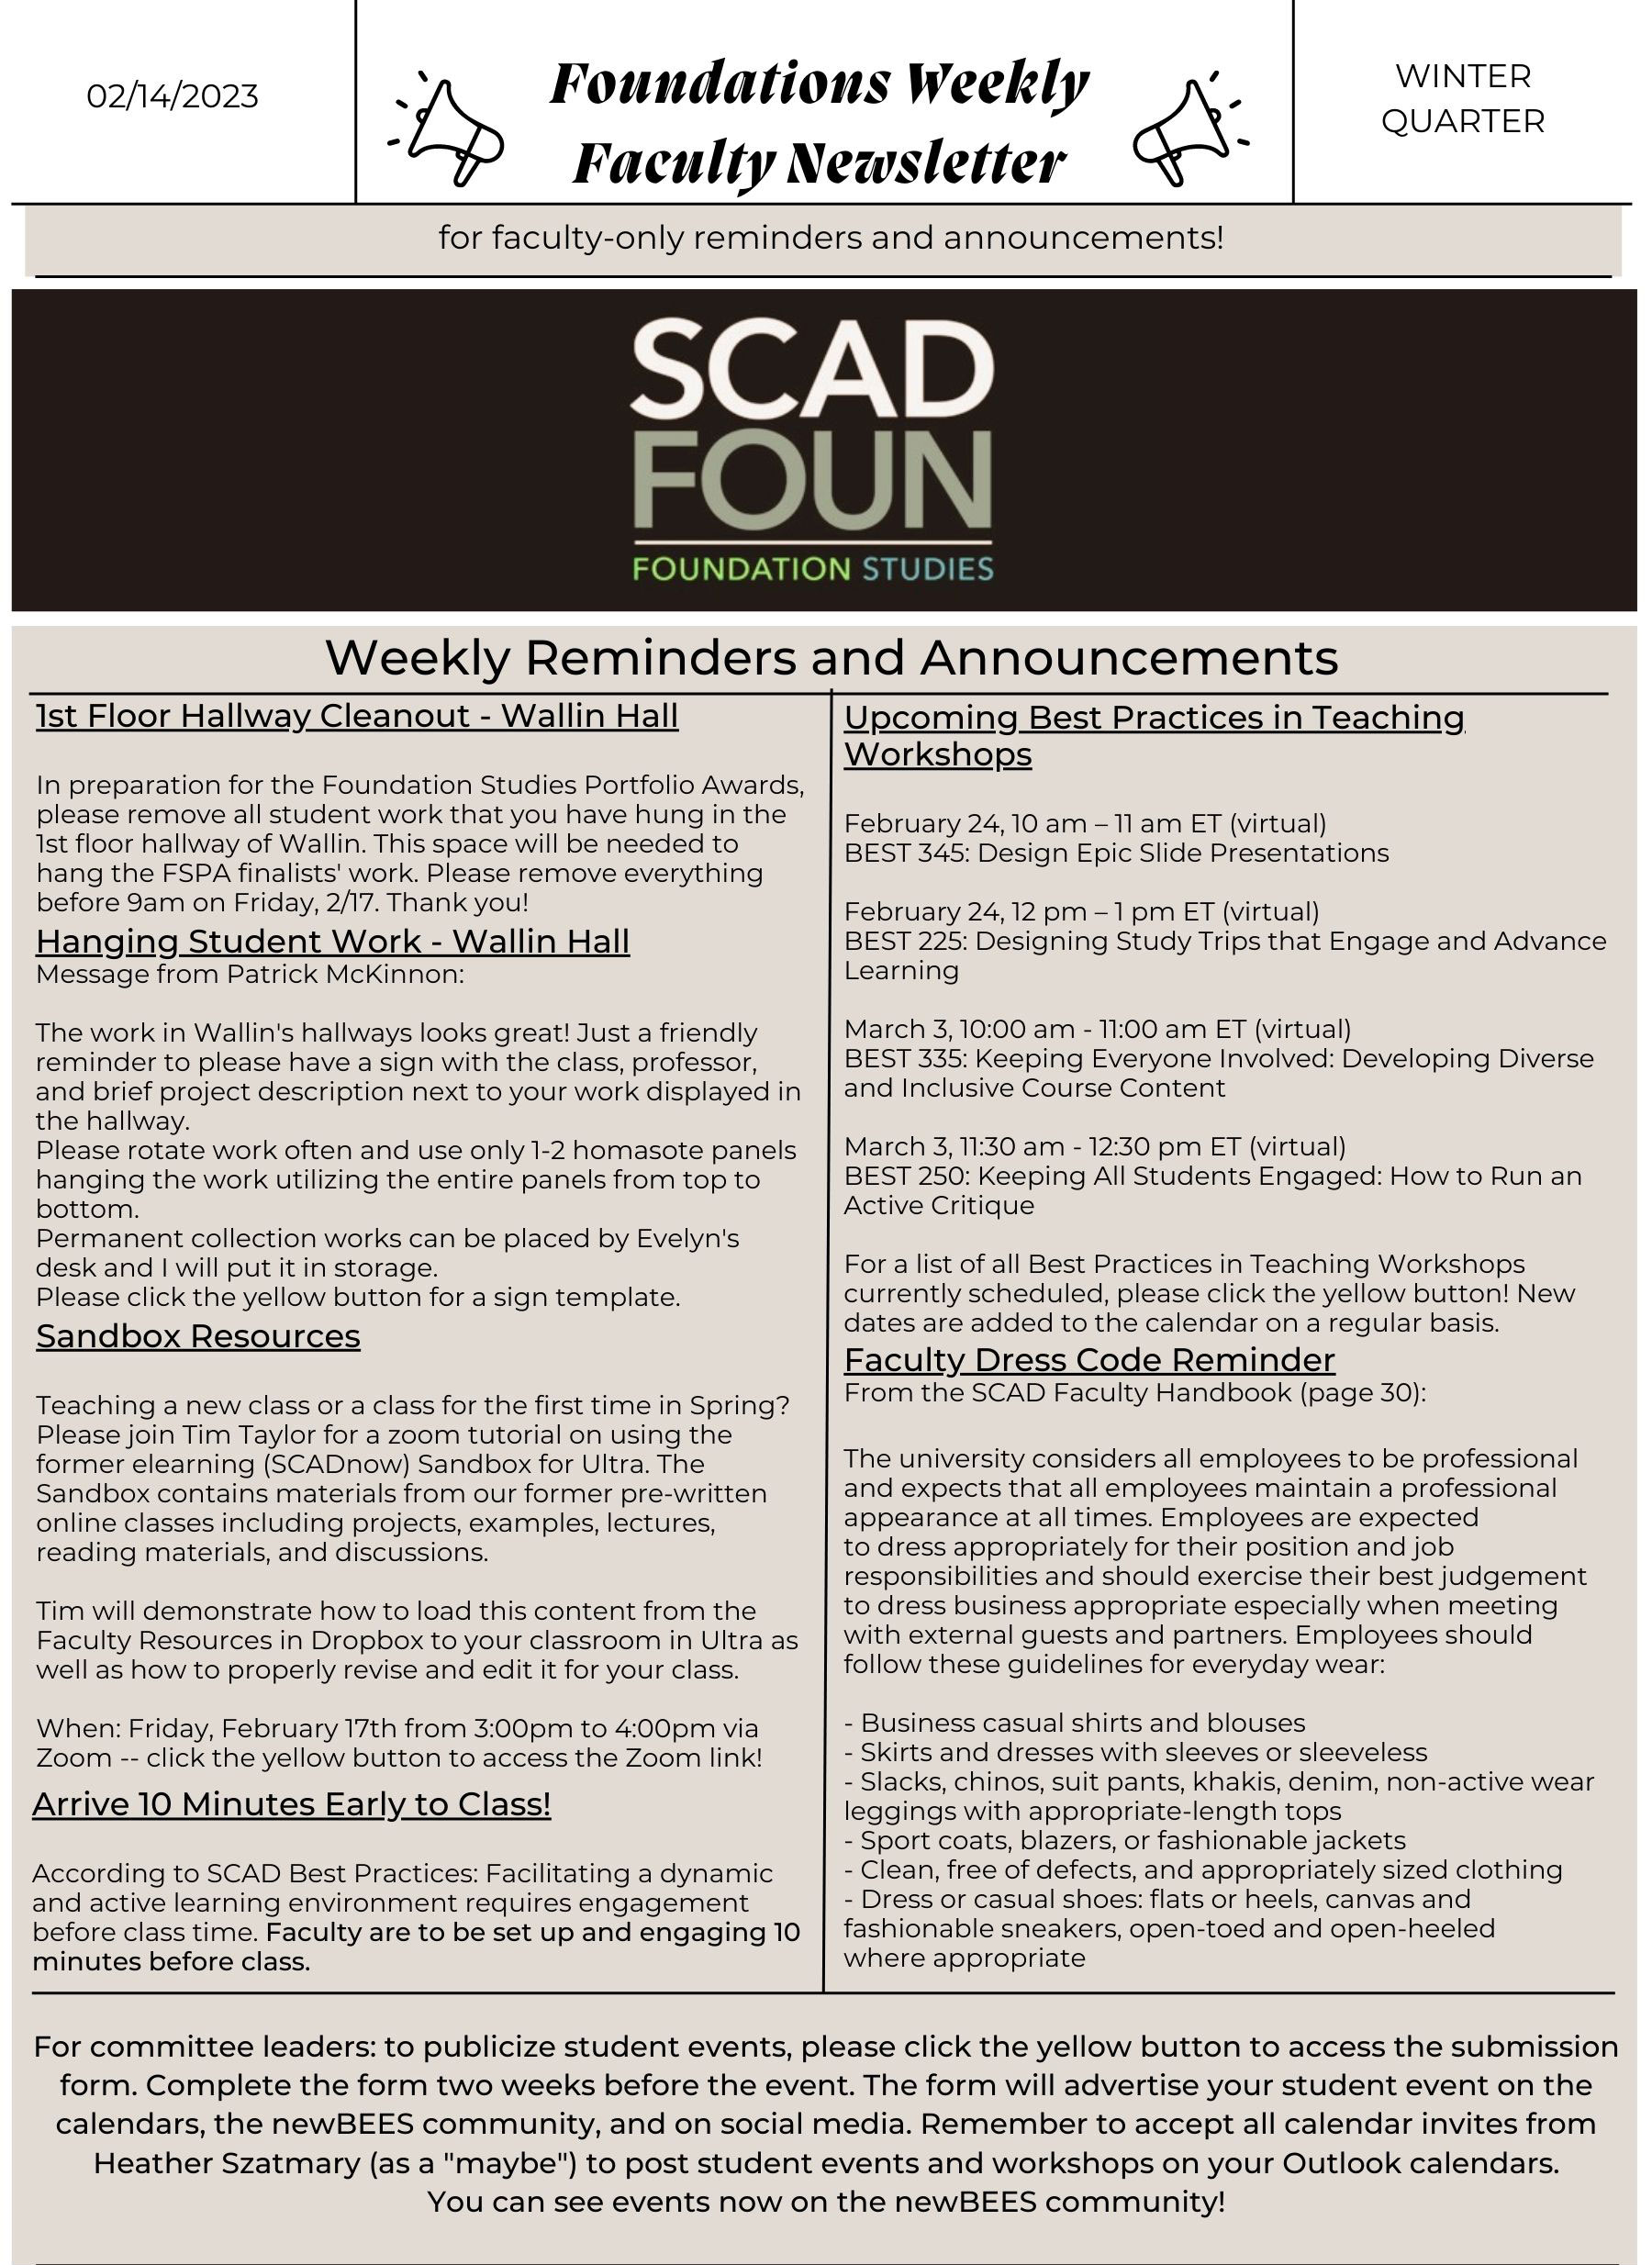 02/14/2023
Foundations Weekly
Faculty Newsletter
WINTER
QUARTER
for faculty-only reminders and announcements!
SCAD
FOUN
FOUNDATION STUDIES
Weekly Reminders and Announcements
1st Floor Hallway Cleanout - Wallin Hall
In preparation for the Foundation Studies Portfolio Awards,
please remove all student work that you have hung in the
1st floor hallway of Wallin. This space will be needed to
hang the FSPA finalists' work. Please remove everything
before 9am on Friday, 2/17. Thank you!
Hanging Student Work - Wallin Hall
Message from Patrick McKinnon:
The work in Wallin's hallways looks great! Just a friendly
reminder to please have a sign with the class, professor,
and brief project description next to your work displayed in
the hallway.
Please rotate work often and use only 1-2 homasote panels
hanging the work utilizing the entire panels from top to
bottom.
Permanent collection works can be placed by Evelyn's
desk and I will put it in storage.
Please click the yellow button for a sign template.
Sandbox Resources
Teaching a new class or a class for the first time in Spring?
Please join Tim Taylor for a zoom tutorial on using the
former elearning (SCADnow) Sandbox for Ultra. The
Sandbox contains materials from our former pre-written
online classes including projects, examples, lectures,
reading materials, and discussions.
Tim will demonstrate how to load this content from the
Faculty Resources in Dropbox to your classroom in Ultra as
well as how to properly revise and edit it for your class.
When: Friday, February 17th from 3:00pm to 4:00pm via
Zoom -- click the yellow button to access the Zoom link!
Arrive 10 Minutes Early to Class!
According to SCAD Best Practices: Facilitating a dynamic
and active learning environment requires engagement
before class time. Faculty are to be set up and engaging 10
minutes before class.
Upcoming Best Practices in Teaching
Workshops
February 24, 10 am – 11 am ET (virtual)
BEST 345: Design Epic Slide Presentations
February 24, 12 pm – 1 pm ET (virtual)
BEST 225: Designing Study Trips that Engage and Advance
Learning
March 3, 10:00 am - 11:00 am ET (virtual)
BEST 335: Keeping Everyone Involved: Developing Diverse
and Inclusive Course Content
March 3, 11:30 am - 12:30 pm ET (virtual)
BEST 250: Keeping All Students Engaged: How to Run an
Active Critique
For a list of all Best Practices in Teaching Workshops
currently scheduled, please click the yellow button! New
dates are added to the calendar on a regular basis.
Faculty Dress Code Reminder
From the SCAD Faculty Handbook (page 30):
The university considers all employees to be professional
and expects that all employees maintain a professional
appearance at all times. Employees are expected
to dress appropriately for their position and job
responsibilities and should exercise their best judgement
to dress business appropriate especially when meeting
with external guests and partners. Employees should
follow these guidelines for everyday wear:
- Business casual shirts and blouses
- Skirts and dresses with sleeves or sleeveless
- Slacks, chinos, suit pants, khakis, denim, non-active wear
leggings with appropriate-length tops
- Sport coats, blazers, or fashionable jackets
- Clean, free of defects, and appropriately sized clothing
- Dress or casual shoes: flats or heels, canvas and
fashionable sneakers, open-toed and open-heeled
where appropriate
For committee leaders: to publicize student events, please click the yellow button to access the submission
form. Complete the form two weeks before the event. The form will advertise your student event on the
calendars, the newBEES community, and on social media. Remember to accept all calendar invites from
Heather Szatmary (as a "maybe") to post student events and workshops on your Outlook calendars.
You can see events now on the newBEES community!